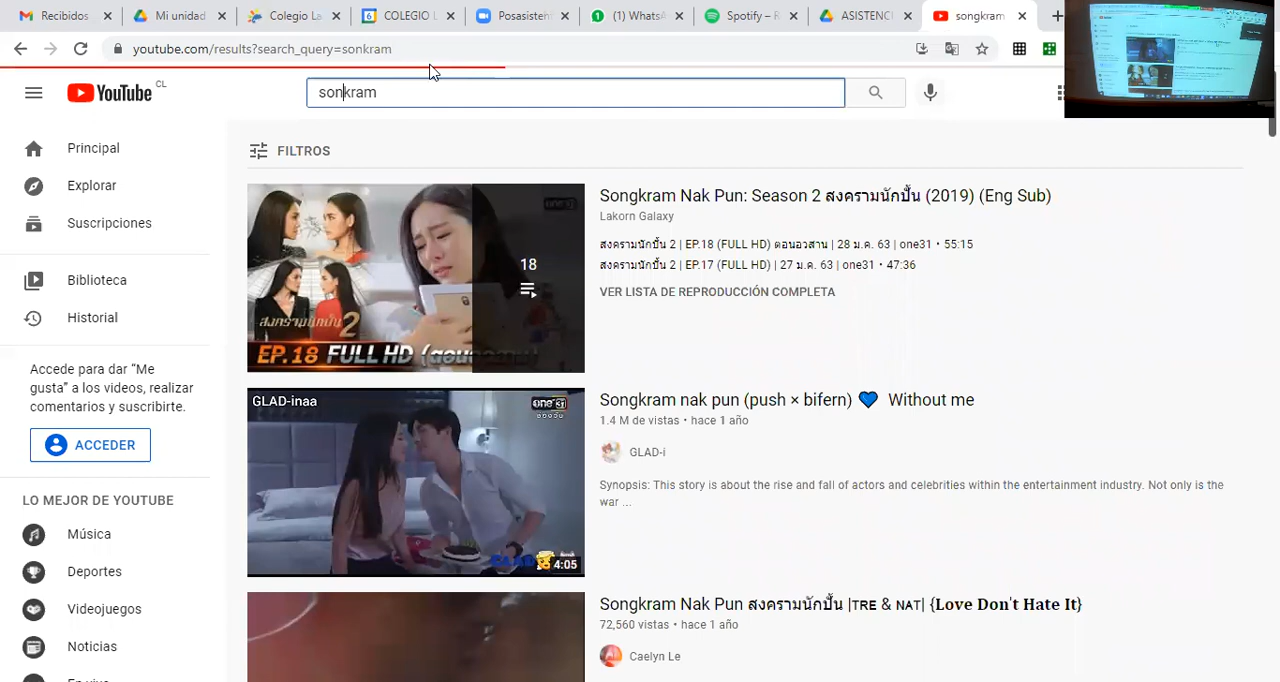 Recibidos
Mi unidad
Colegio La
COLEGIO L
Posasisten
(1) Whats
Spotify – R
ASISTENC
songkram
youtube.com/results?search_query=sonkram
YouTube CL
sonkram
Principal
Explorar
Suscripciones
Biblioteca
Historial
Accede para dar “Me
gusta” a los videos, realizar
comentarios y suscribirte.
ACCEDER
LO MEJOR DE YOUTUBE
Música
Deportes
Videojuegos
Noticias
FILTROS
สงครามนักปั้น 2
EP.18 FULL HD
18
Songkram Nak Pun: Season 2 สงครามนักปั้น (2019) (Eng Sub)
Lakorn Galaxy
สงครามนักปั้น 2 | EP.18 (FULL HD) ตอนอวสาน | 28 ม.ค. 63 | one31 • 55:15
สงครามนักปั้น 2 | EP.17 (FULL HD) | 27 ม.ค. 63 | one31 • 47:36
VER LISTA DE REPRODUCCIÓN COMPLETA
GLAD-inaa
one31
4:05
Songkram nak pun (push × bifern) 💙 Without me
1.4 M de vistas • hace 1 año
GLAD-i
Synopsis: This story is about the rise and fall of actors and celebrities within the entertainment industry. Not only is the
war ...
Songkram Nak Pun สงครามนักปั้น |TRE & NAT| {Love Don't Hate It}
72,560 vistas • hace 1 año
Caelyn Le